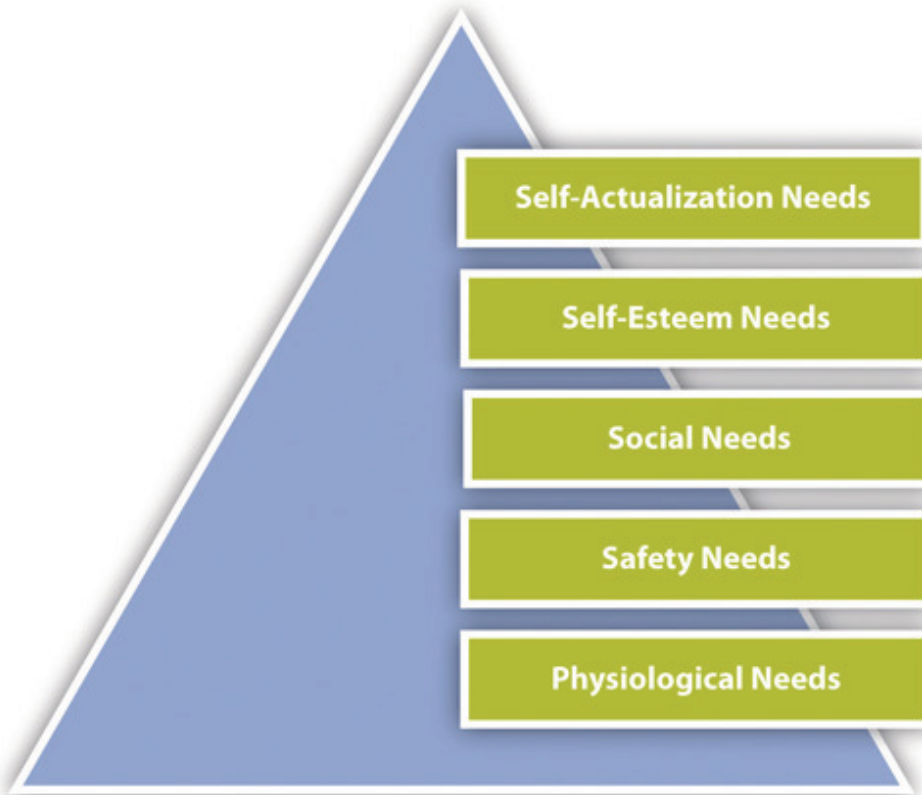 Self-Actualization Needs
Self-Esteem Needs
Social Needs
Safety Needs
Physiological Needs